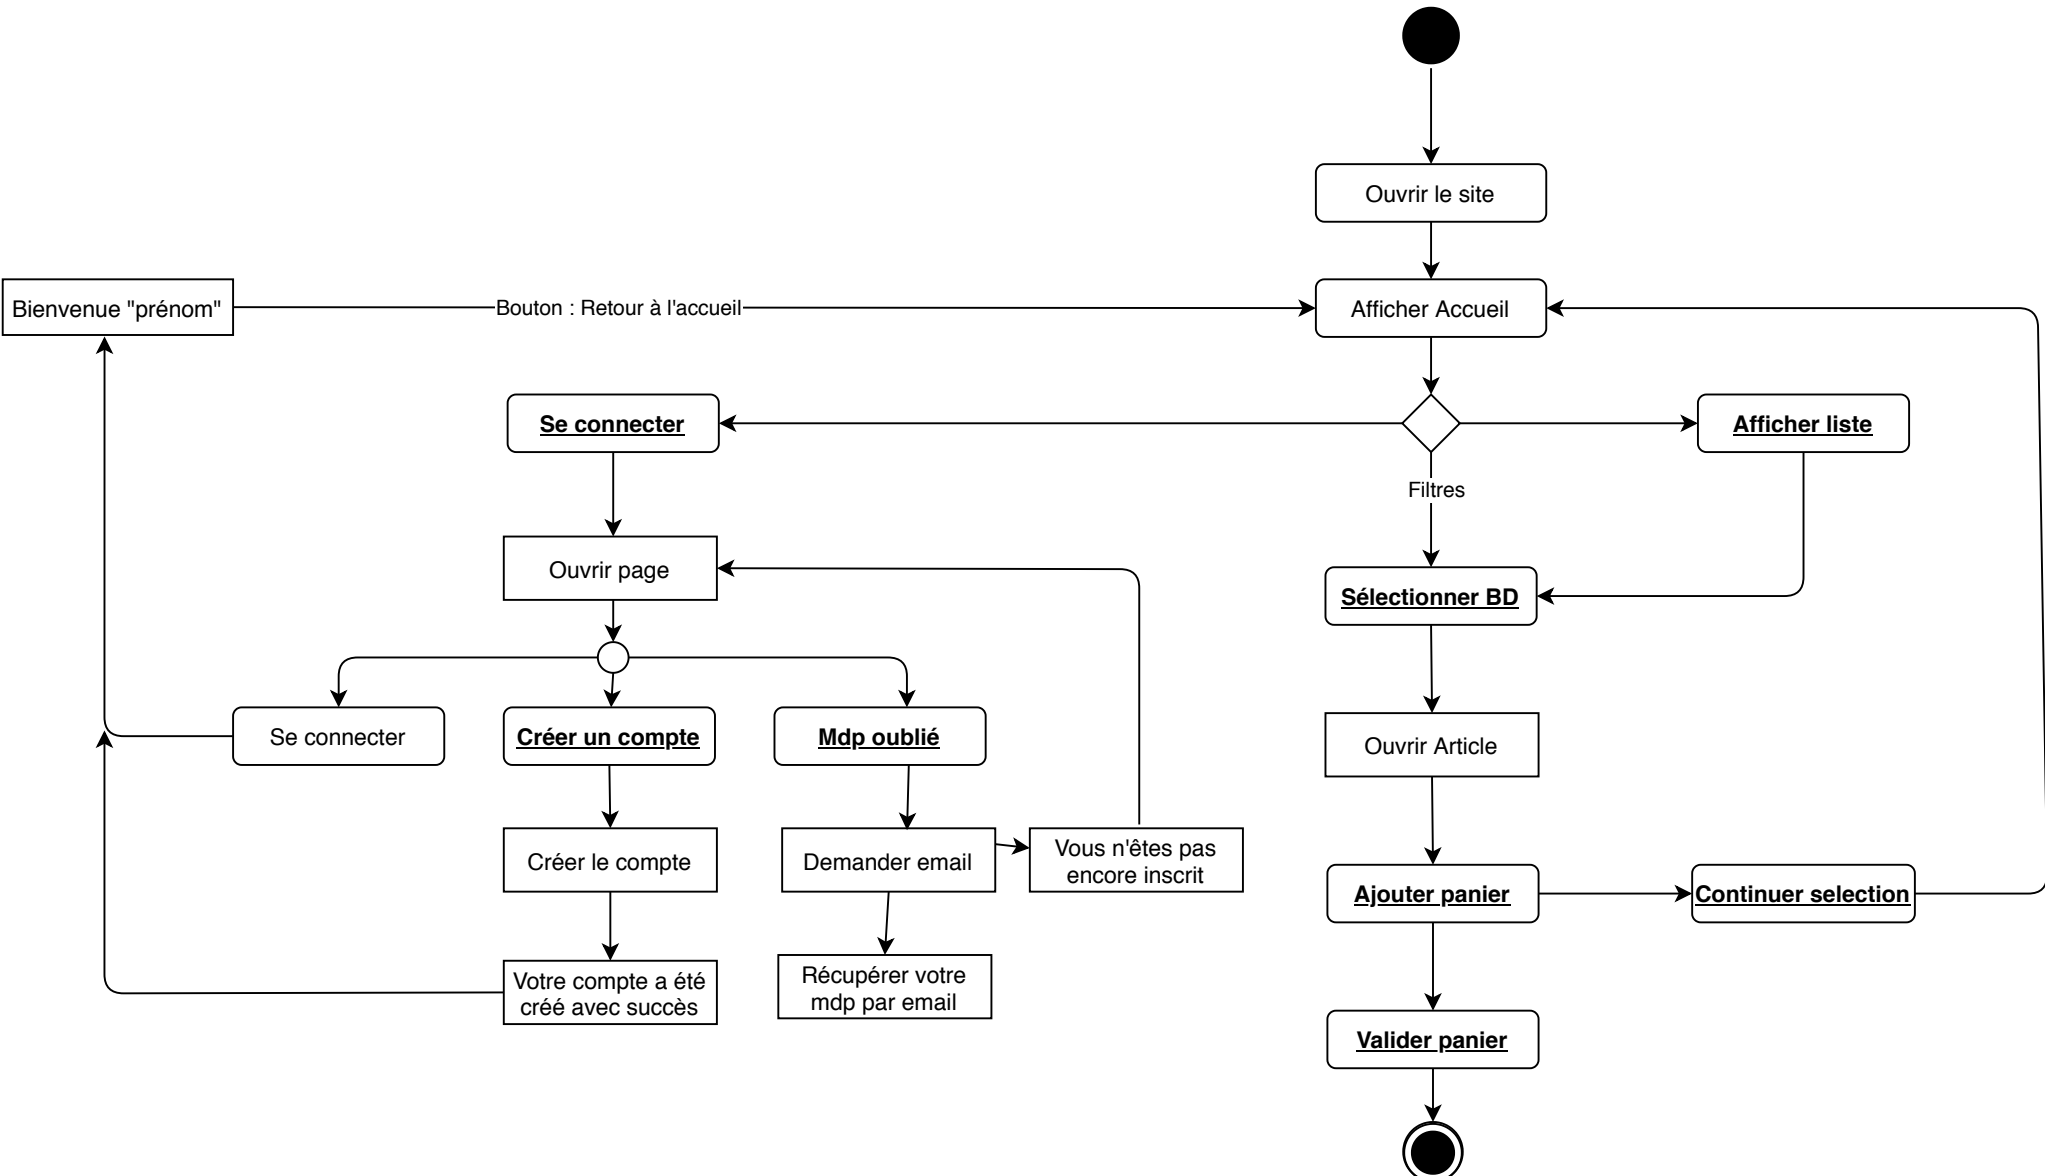 Ouvrir le site
Bienvenue "prénom"
Bouton : Retour à l'accueil
Afficher Accueil
Se connecter
Afficher liste
Filtres
Ouvrir page
Sélectionner BD
Se connecter
Créer un compte
Mdp oublié
Ouvrir Article
Créer le compte
Demander email
Vous n'êtes pas
encore inscrit
Ajouter panier
Continuer selection
Votre compte a été
créé avec succès
Récupérer votre
mdp par email
Valider panier